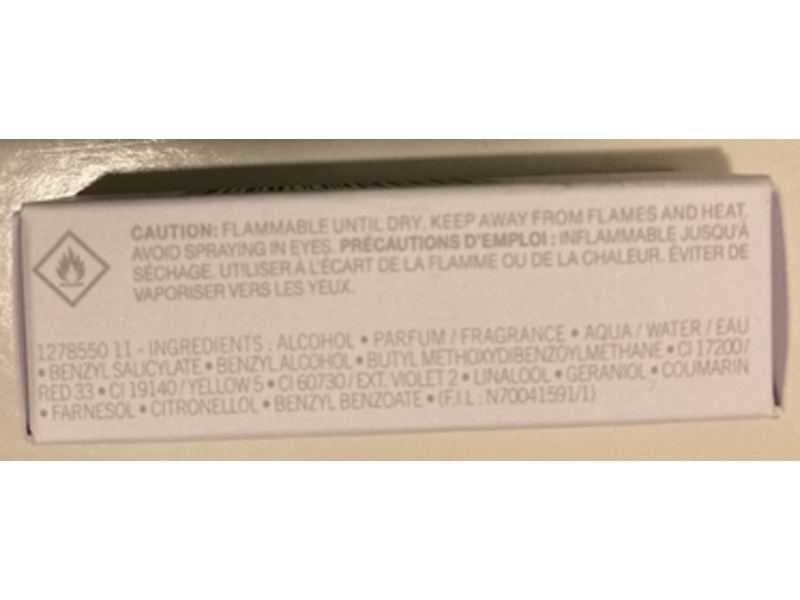 CAUTION: FLAMMABLE UNTIL DRY. KEEP AWAY FROM FLAMES AND HEAT.
AVOID SPRAYING IN EYES. PRÉCAUTIONS D'EMPLOI : INFLAMMABLE JUSQU'À
SÉCHAGE. UTILISER À L'ÉCART DE LA FLAMME OU DE LA CHALEUR. ÉVITER DE
VAPORISER VERS LES YEUX.
1278550 11 - INGREDIENTS : ALCOHOL • PARFUM / FRAGRANCE • AQUA / WATER / EAU
• BENZYL SALICYLATE • BENZYL ALCOHOL • BUTYL METHOXYDIBENZOYLMETHANE • CI 17200 /
RED 33 • CI 19140 / YELLOW 5 • CI 60730 / EXT. VIOLET 2 • LINALOOL • GERANIOL • COUMARIN
• FARNESOL • CITRONELLOL • BENZYL BENZOATE • (F.I.L : N70041591/1)